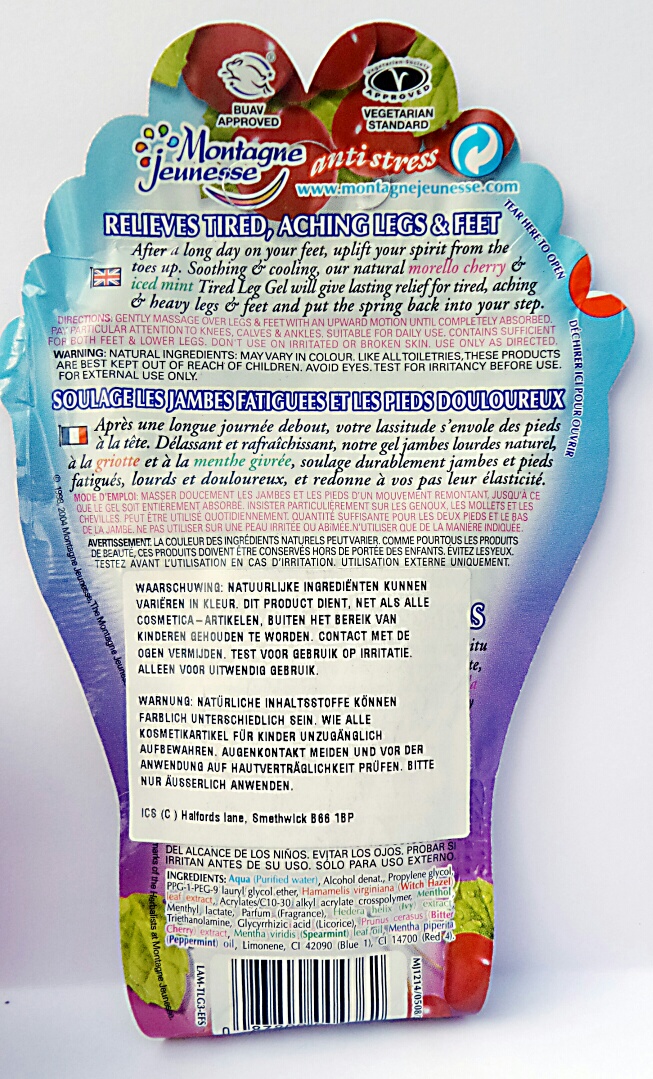 Vegetarian Society
APPROVED
BUAV
APPROVED
VEGETARIAN
STANDARD
Montagne
Jeunesse
anti stress
www.montagnejeunesse.com
TEAR HERE TO OPEN
DÉCHIRER ICI POUR OUVRIR
RELIEVES TIRED, ACHING LEGS & FEET
After a long day on your feet, uplift your spirit from the
toes up. Soothing & cooling, our natural morello cherry &
iced mint Tired Leg Gel will give lasting relief for tired, aching
& heavy legs & feet and put the spring back into your step.
DIRECTIONS: GENTLY MASSAGE OVER LEGS & FEET WITH AN UPWARD MOTION UNTIL COMPLETELY ABSORBED.
PAY PARTICULAR ATTENTION TO KNEES, CALVES & ANKLES. SUITABLE FOR DAILY USE. CONTAINS SUFFICIENT
FOR BOTH FEET & LOWER LEGS. DON'T USE ON IRRITATED OR BROKEN SKIN. USE ONLY AS DIRECTED.
WARNING: NATURAL INGREDIENTS: MAY VARY IN COLOUR. LIKE ALL TOILETRIES, THESE PRODUCTS
ARE BEST KEPT OUT OF REACH OF CHILDREN. AVOID EYES. TEST FOR IRRITANCY BEFORE USE.
FOR EXTERNAL USE ONLY.
SOULAGE LES JAMBES FATIGUEES ET LES PIEDS DOULOUREUX
Après une longue journée debout, votre lassitude s'envole des pieds
à la tête. Délassant et rafraîchissant, notre gel jambes lourdes naturel,
à la griotte et à la menthe givrée, soulage durablement jambes et pieds
fatigués, lourds et douloureux, et redonne à vos pas leur élasticité.
MODE D'EMPLOI: MASSER DOUCEMENT LES JAMBES ET LES PIEDS D'UN MOUVEMENT REMONTANT, JUSQU'À CE
QUE LE GEL SOIT ENTIÈREMENT ABSORBÉ. INSISTER PARTICULIÈREMENT SUR LES GENOUX, LES MOLLETS ET LES
CHEVILLES. PEUT ÊTRE UTILISÉ QUOTIDIENNEMENT. QUANTITÉ SUFFISANTE POUR LES DEUX PIEDS ET LE BAS
DE LA JAMBE. NE PAS UTILISER SUR UNE PEAU IRRITÉE OU ABIMÉE. N'UTILISER QUE DE LA MANIÈRE INDIQUÉE.
AVERTISSEMENT: LA COULEUR DES INGRÉDIENTS NATURELS PEUT VARIER. COMME POUR TOUS LES PRODUITS
DE BEAUTÉ, CES PRODUITS DOIVENT ÊTRE CONSERVÉS HORS DE PORTÉE DES ENFANTS. ÉVITEZ LES YEUX.
TESTEZ AVANT L'UTILISATION EN CAS D'IRRITATION. UTILISATION EXTERNE UNIQUEMENT.
© 1998, 2004 Montagne Jeunesse, The Montagne Jeunesse
marks of the Herbalists at Montagne Jeunesse.
S
itu
te,
la
y
WAARSCHUWING: NATUURLIJKE INGREDIËNTEN KUNNEN
VARIËREN IN KLEUR. DIT PRODUCT DIENT, NET ALS ALLE
COSMETICA-ARTIKELEN, BUITEN HET BEREIK VAN
KINDEREN GEHOUDEN TE WORDEN. CONTACT MET DE
OGEN VERMIJDEN. TEST VOOR GEBRUIK OP IRRITATIE.
ALLEEN VOOR UITWENDIG GEBRUIK.
WARNUNG: NATÜRLICHE INHALTSSTOFFE KÖNNEN
FARBLICH UNTERSCHIEDLICH SEIN. WIE ALLE
KOSMETIKARTIKEL FÜR KINDER UNZUGÄNGLICH
AUFBEWAHREN. AUGENKONTAKT MEIDEN UND VOR DER
ANWENDUNG AUF HAUTVERTRÄGLICHKEIT PRÜFEN. BITTE
NUR ÄUSSERLICH ANWENDEN.
ICS (C) Halfords lane, Smethwick B66 1BP
DEL ALCANCE DE LOS NIÑOS. EVITAR LOS OJOS. PROBAR SI
IRRITAN ANTES DE SU USO. SÓLO PARA USO EXTERNO.
INGREDIENTS: Aqua (Purified water), Alcohol denat., Propylene glycol,
PPG-1-PEG-9 lauryl glycol ether, Hamamelis virginiana (Witch Hazel)
leaf extract, Acrylates/C10-30 alkyl acrylate crosspolymer, Menthol
Menthyl lactate, Parfum (Fragrance), Hedera helix (Ivy) extract,
Triethanolamine, Glycyrrhizic acid (Licorice), Prunus cerasus (Bitter
Cherry) extract, Mentha viridis (Spearmint) leaf oil, Mentha piperita
(Peppermint) oil, Limonene, CI 42090 (Blue 1), CI 14700 (Red 4).
LAM-TLG3-EFS
MJ1214/0508